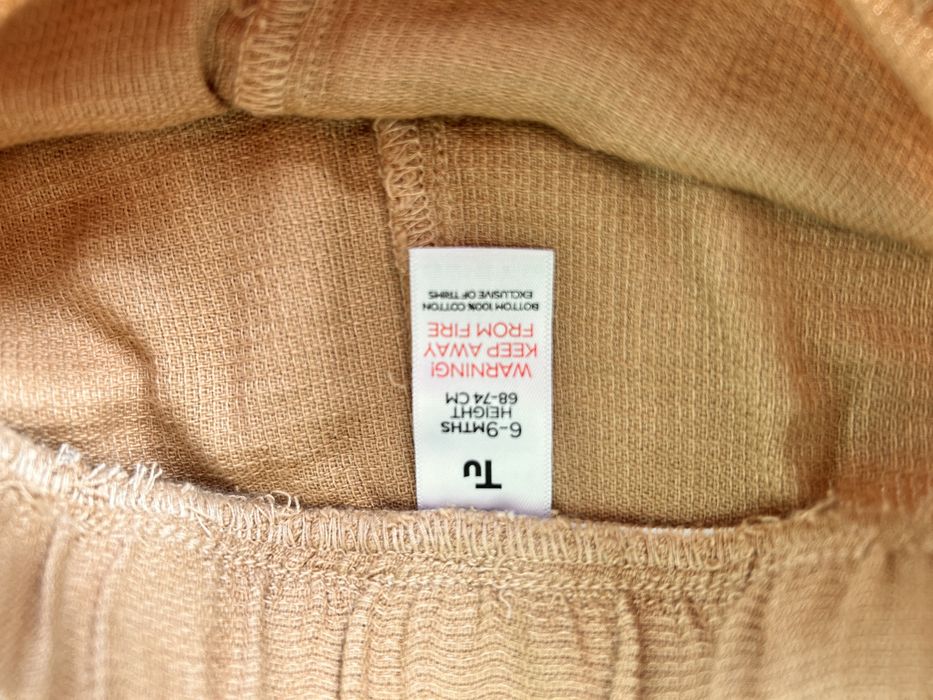 Tu
6-9MTHS
HEIGHT
68-74 CM
WARNING!
KEEP AWAY
FROM FIRE
BOTTOM 100% COTTON
EXCLUSIVE OF TRIMS